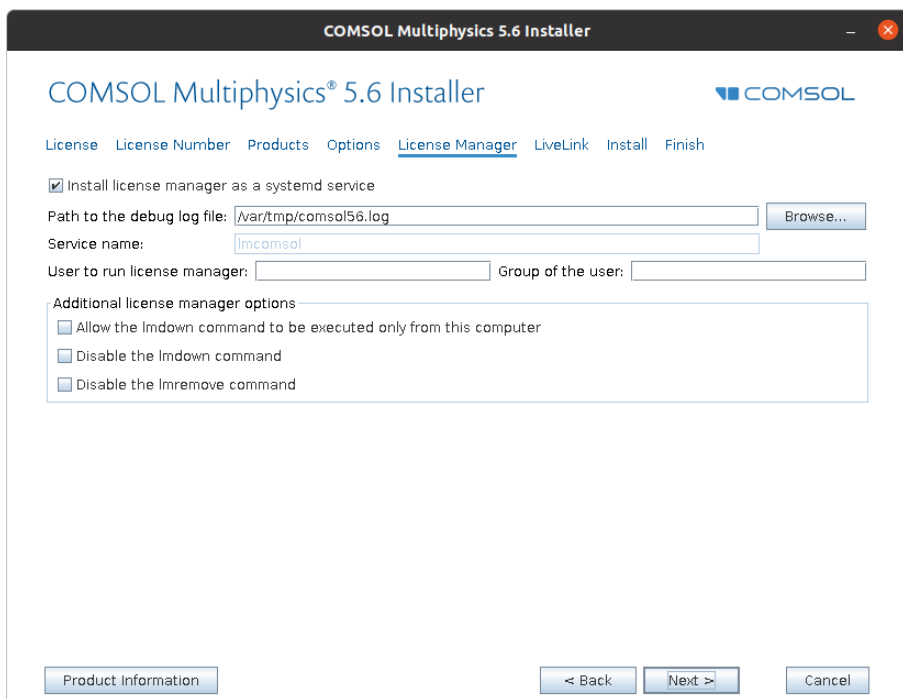 COMSOL Multiphysics 5.6 Installer
COMSOL Multiphysics® 5.6 Installer
COMSOL
License License Number Products Options License Manager LiveLink Install Finish
Install license manager as a systemd service
Path to the debug log file: /var/tmp/comsol56.log Browse...
Service name: lmcomsol
User to run license manager: Group of the user:
Additional license manager options
Allow the lmdown command to be executed only from this computer
Disable the lmdown command
Disable the lmremove command
Product Information < Back Next > Cancel